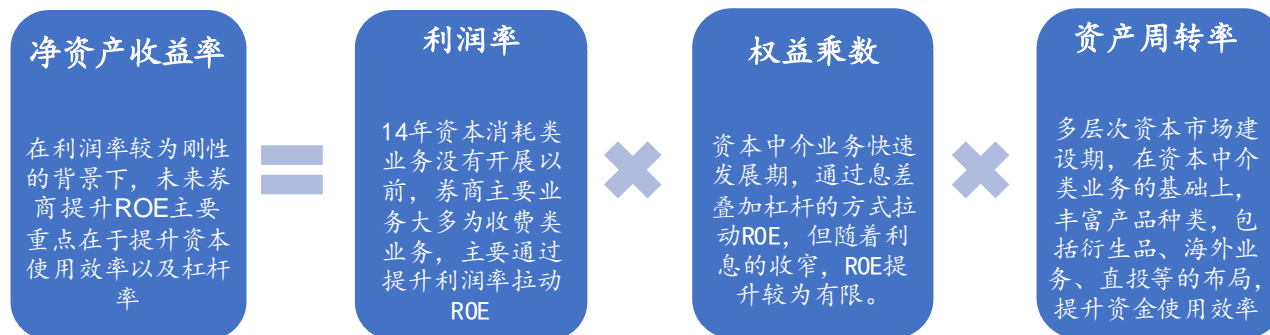 净资产收益率
在利润率较为刚性
的背景下，未来券
商提升ROE主要
重点在于提升资本
使用效率以及杠杆
率
利润率
14年资本消耗类
业务没有开展以
前，券商主要业
务大多为收费类
业务，主要通过
提升利润率拉动
ROE
权益乘数
资本中介业务快速
发展期，通过息差
叠加杠杆的方式拉
动ROE，但随着利
息的收窄，ROE提
升较为有限。
资产周转率
多层次资本市场建
设期，在资本中介
类业务的基础上，
丰富产品种类，包
括衍生品、海外业
务、直投等的布局，
提升资金使用效率